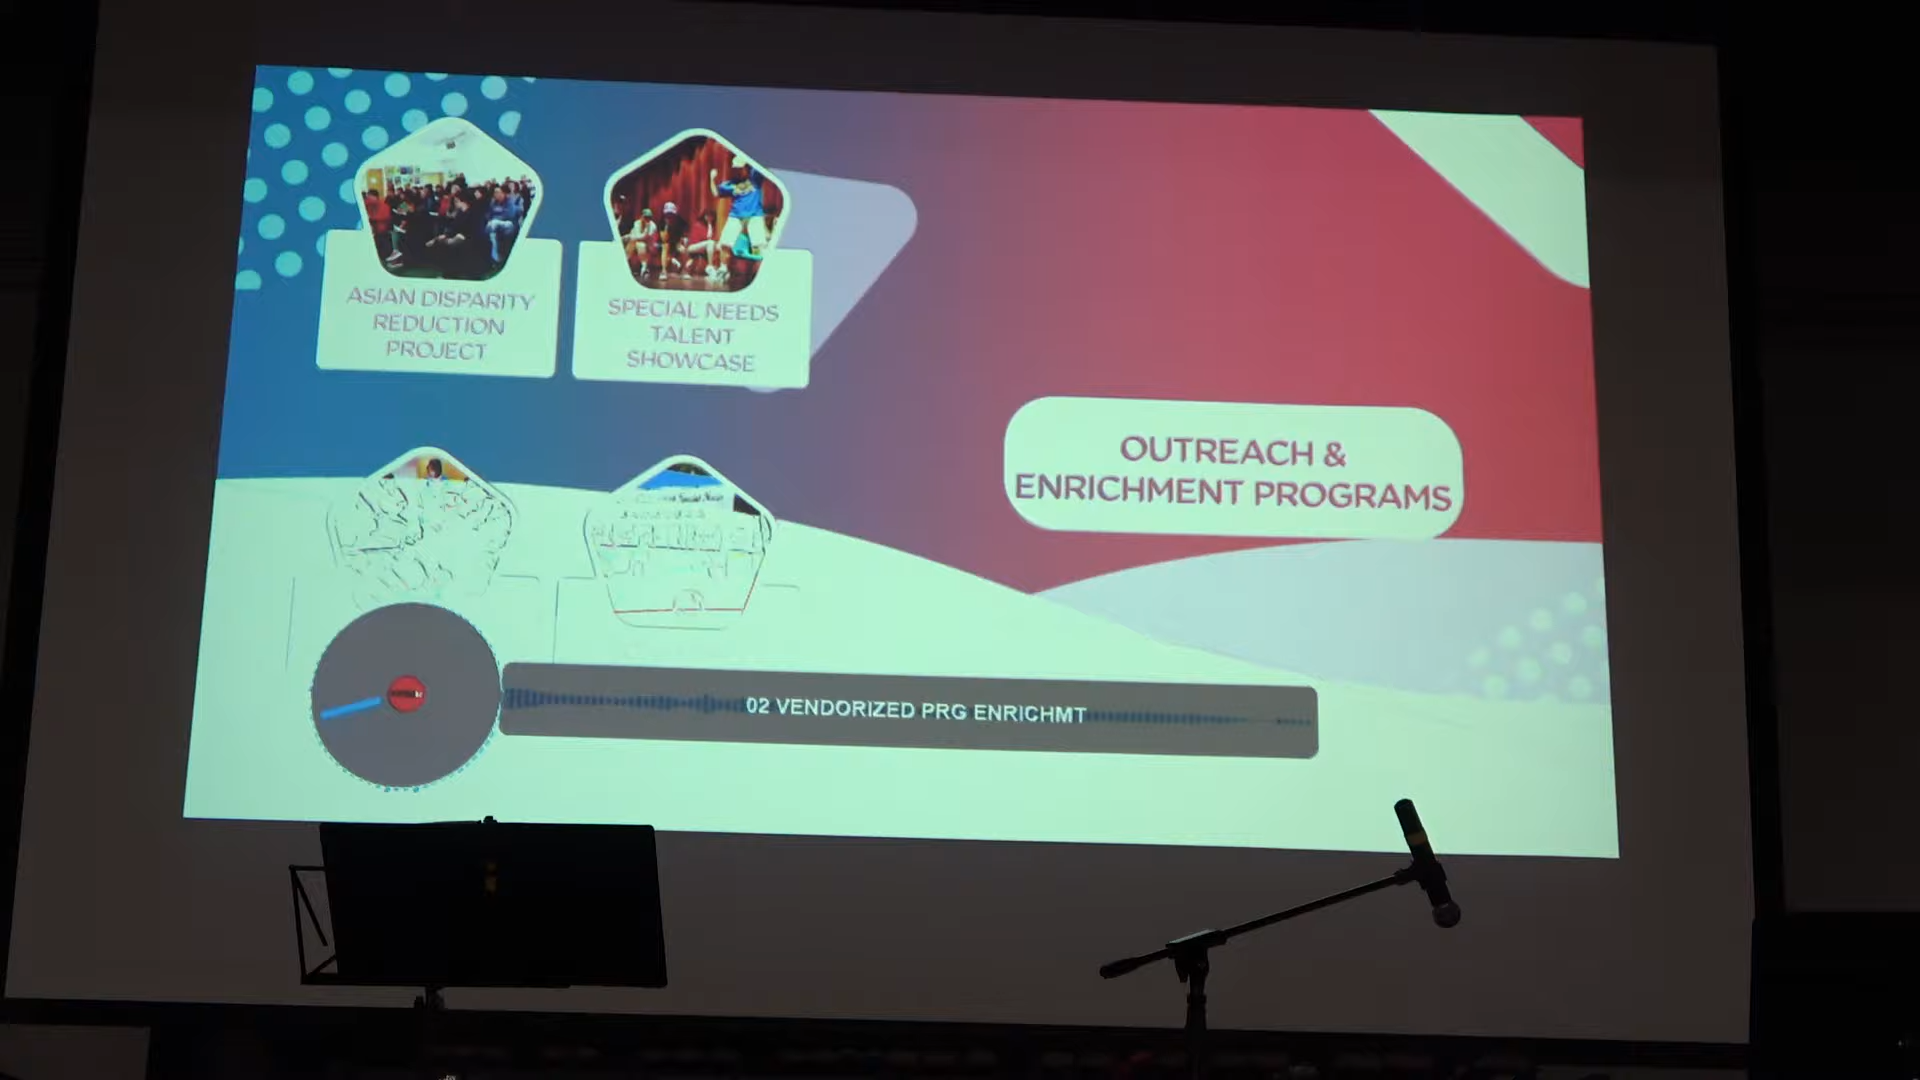 ASIAN DISPARITY
REDUCTION
PROJECT
SPECIAL NEEDS
TALENT
SHOWCASE
OUTREACH &
ENRICHMENT PROGRAMS
02 VENDORIZED PRG ENRICHMT